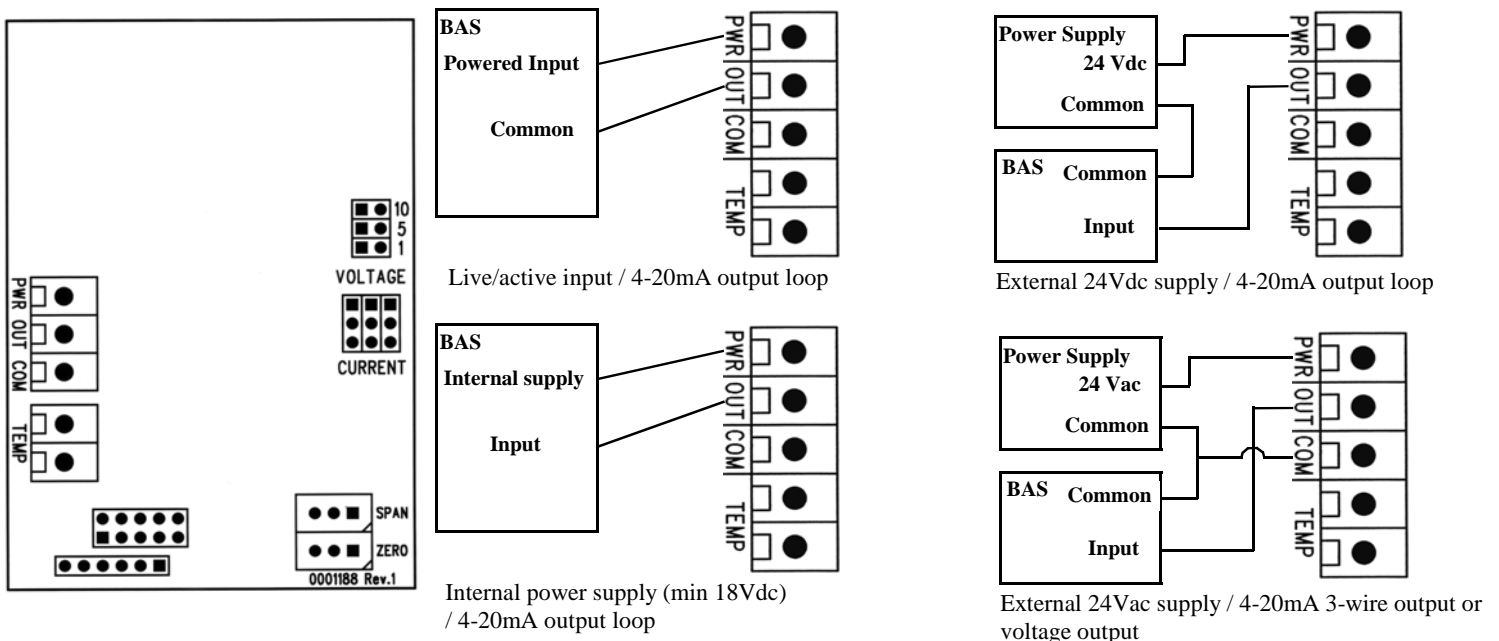 10
5
1
VOLTAGE
CURRENT
PWR OUT COM
TEMP
SPAN
ZERO
0001188 Rev.1
BAS
Powered Input
Common
PWR OUT COM TEMP
Live/active input / 4-20mA output loop
BAS
Internal supply
Input
PWR OUT COM TEMP
Internal power supply (min 18Vdc)
/ 4-20mA output loop
Power Supply
24 Vdc
Common
BAS Common
Input
PWR OUT COM TEMP
External 24Vdc supply / 4-20mA output loop
Power Supply
24 Vac
Common
BAS Common
Input
PWR OUT COM TEMP
External 24Vac supply / 4-20mA 3-wire output or
voltage output